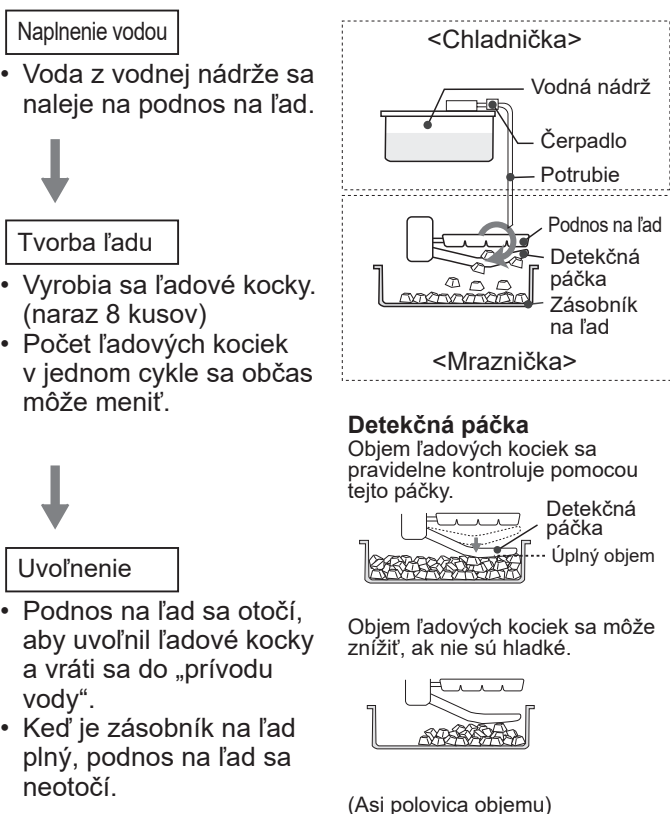 Naplnenie vodou
• Voda z vodnej nádrže sa
naleje na podnos na ľad.
Tvorba ľadu
• Vyrobia sa ľadové kocky.
(naraz 8 kusov)
• Počet ľadových kociek
v jednom cykle sa občas
môže meniť.
Uvoľnenie
• Podnos na ľad sa otočí,
aby uvoľnil ľadové kocky
a vráti sa do „prívodu
vody“.
• Keď je zásobník na ľad
plný, podnos na ľad sa
neotočí.
<Chladnička>
Vodná nádrž
Čerpadlo
Potrubie
Podnos na ľad
Detekčná
páčka
Zásobník
na ľad
<Mraznička>
Detekčná páčka
Objem ľadových kociek sa
pravidelne kontroluje pomocou
tejto páčky.
Detekčná
páčka
Úplný objem
Objem ľadových kociek sa môže
znížiť, ak nie sú hladké.
(Asi polovica objemu)